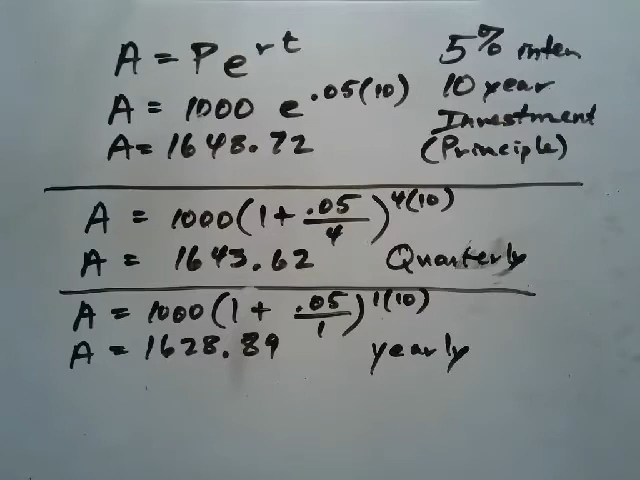 A = Pe^rt 5% inten
A = 1000 e^.05(10) 10 year
Investment
A = 1648.72 (Principle)
A = 1000(1 + .05/4)^4(10)
A = 1643.62 Quarterly
A = 1000(1 + .05/1)^1(10)
A = 1628.89 yearly